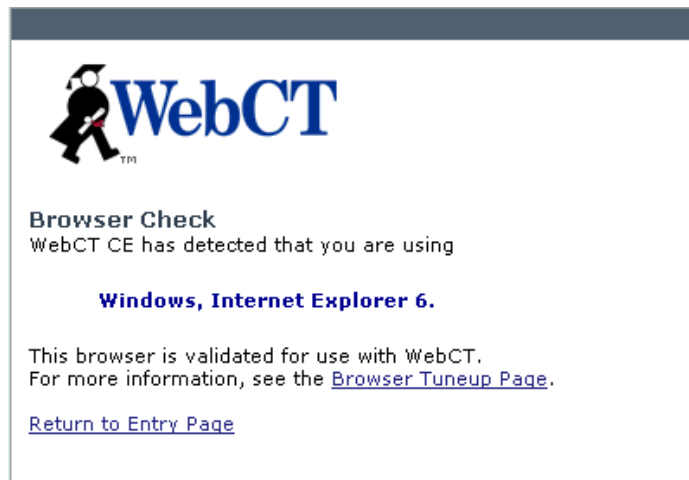 WebCT
TM
Browser Check
WebCT CE has detected that you are using
Windows, Internet Explorer 6.
This browser is validated for use with WebCT.
For more information, see the Browser Tuneup Page.
Return to Entry Page